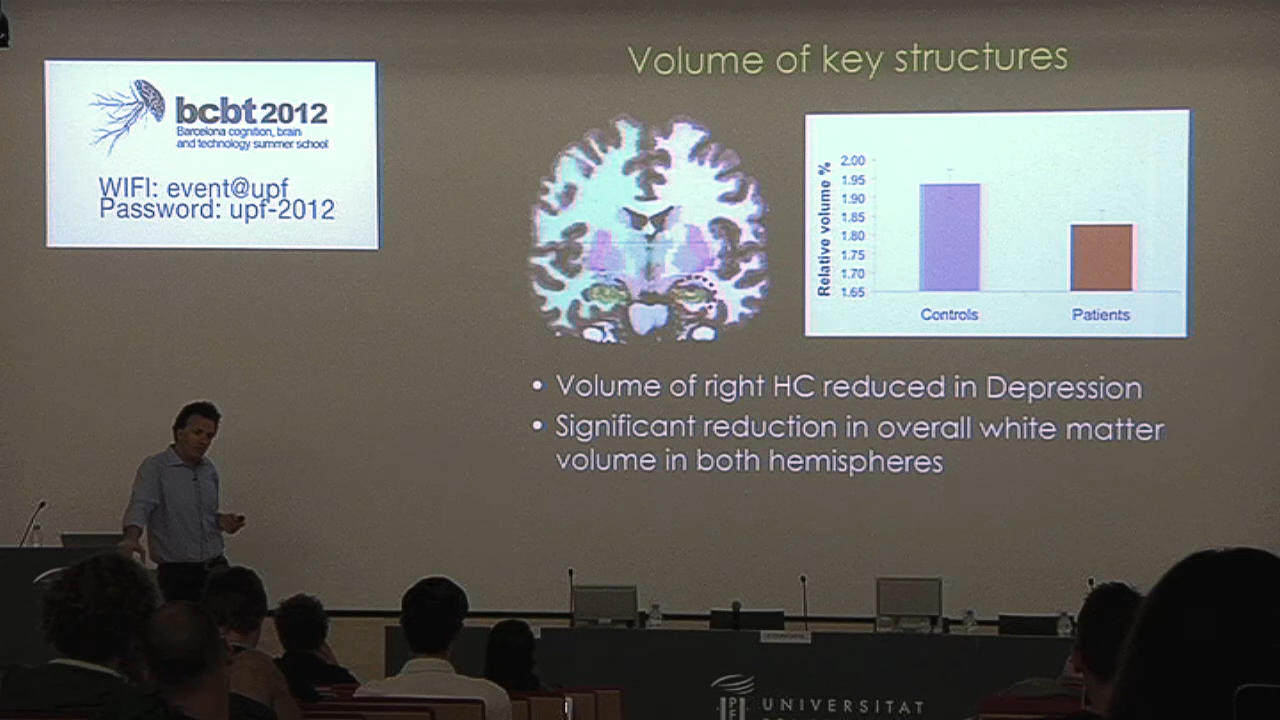 bcbt 2012
Barcelona cognition, brain
and technology summer school
WIFI: event@upf
Password: upf-2012
Volume of key structures
Relative volume %
2.00
1.95
1.90
1.85
1.80
1.75
1.70
1.65
Controls
Patients
• Volume of right HC reduced in Depression
• Significant reduction in overall white matter
volume in both hemispheres
UNIVERSITAT